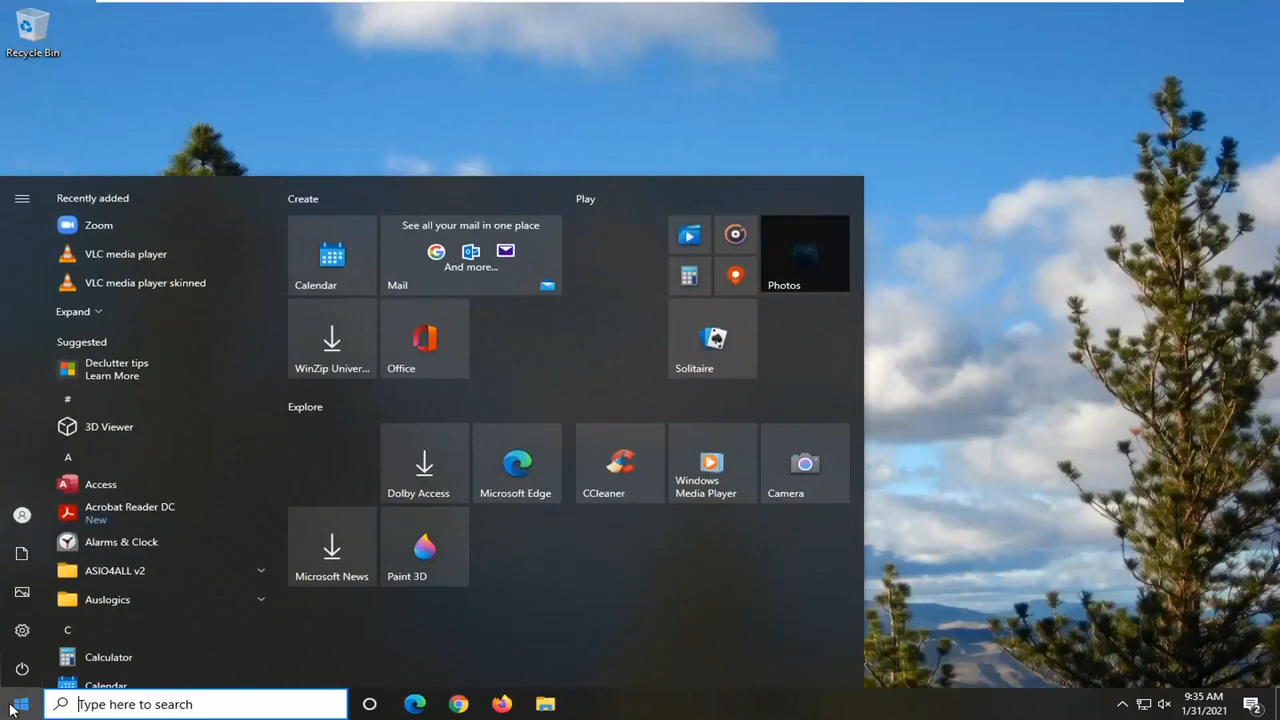 Recycle Bin
Recently added
Zoom
VLC media player
VLC media player skinned
Expand
Suggested
Declutter tips
Learn More
#
3D Viewer
A
Access
Acrobat Reader DC
New
Alarms & Clock
ASIO4ALL v2
Auslogics
C
Calculator
Calendar
Create
Calendar
See all your mail in one place
And more...
Mail
WinZip Univer...
Office
Explore
Dolby Access
Microsoft Edge
Microsoft News
Paint 3D
Play
Photos
Solitaire
CCleaner
Windows
Media Player
Camera
Type here to search
9:35 AM
1/31/2021
2